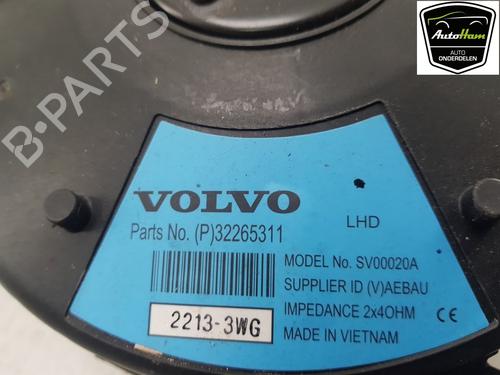 AutoHam
AUTO
ONDERDELEN
B-PARTS
VOLVO
LHD
Parts No. (P)32265311
MODEL No. SV00020A
SUPPLIER ID (V)AEBAU
IMPEDANCE 2x4OHM
CE
2213-3WG
MADE IN VIETNAM